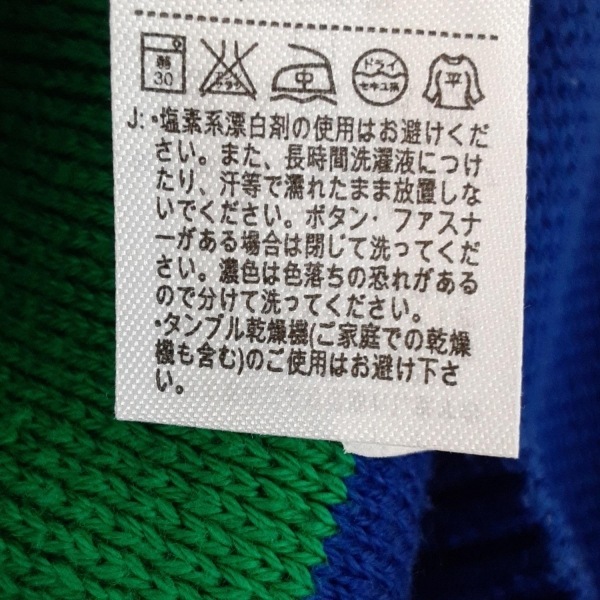 弱 30 エンソ サラシ 中 ドライ セキユ系 平
J: ・塩素系漂白剤の使用はお避けくだ
さい。また、長時間洗濯液につけ
たり、汗等で濡れたまま放置しな
いでください。ボタン・ファスナ
ーがある場合は閉じて洗ってくだ
さい。濃色は色落ちの恐れがある
ので分けて洗ってください。
・タンブル乾燥機(ご家庭での乾燥
機も含む)のご使用はお避け下さ
い。